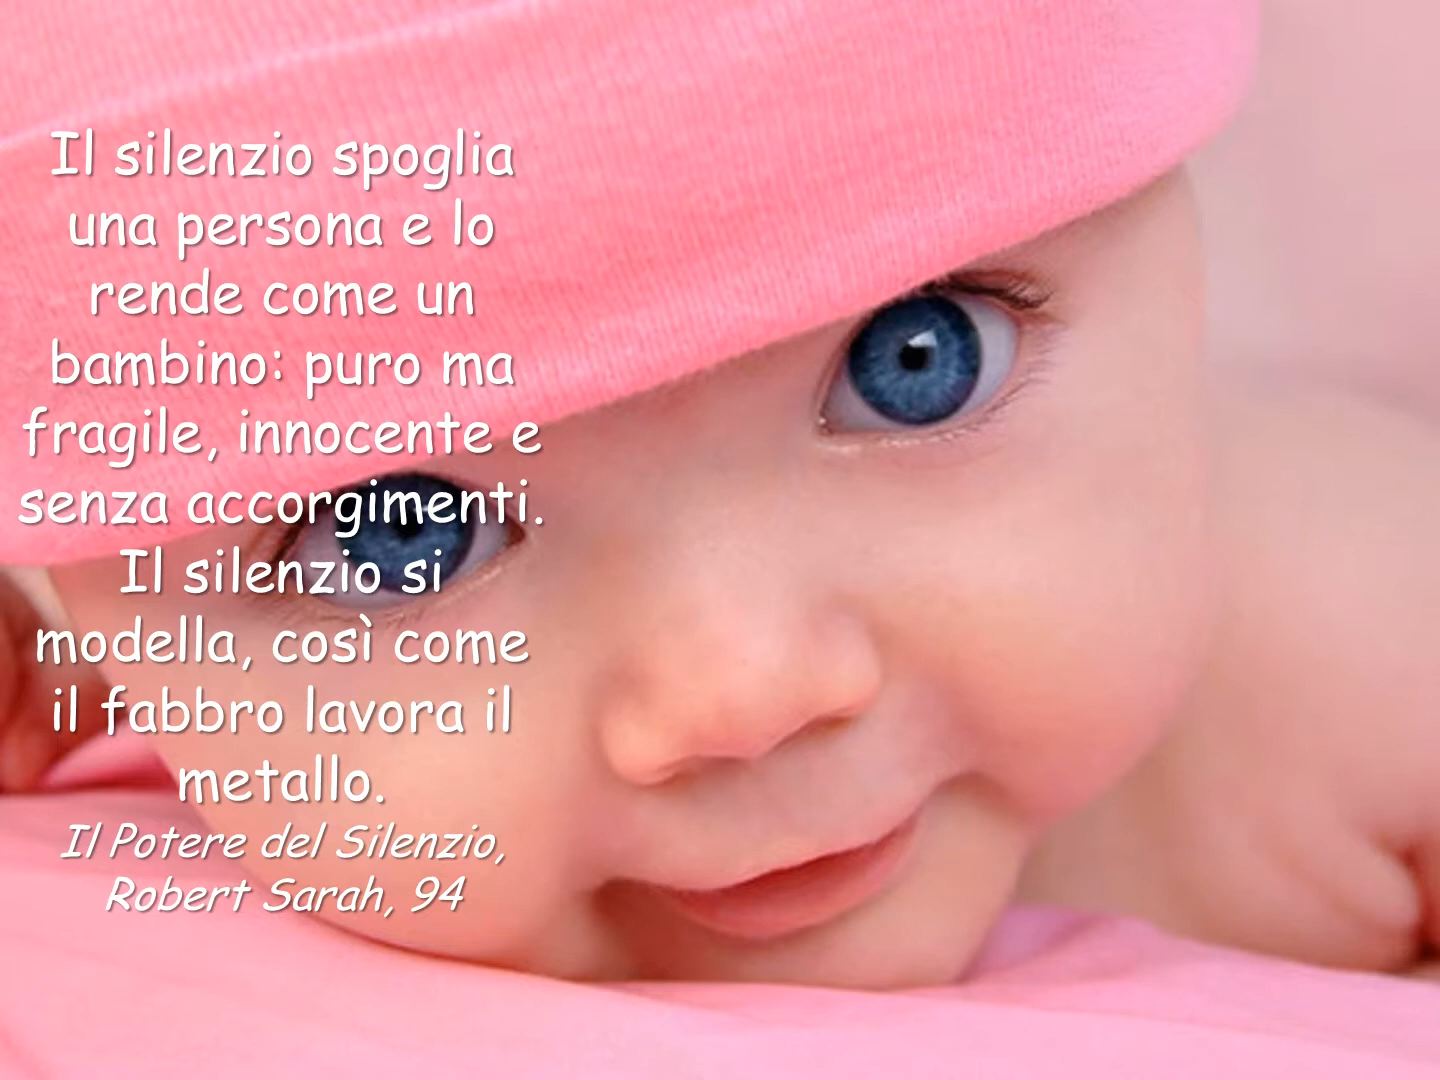 Il silenzio spoglia
una persona e lo
rende come un
bambino: puro ma
fragile, innocente e
senza accorgimenti.
Il silenzio si
modella, così come
il fabbro lavora il
metallo.
Il Potere del Silenzio,
Robert Sarah, 94